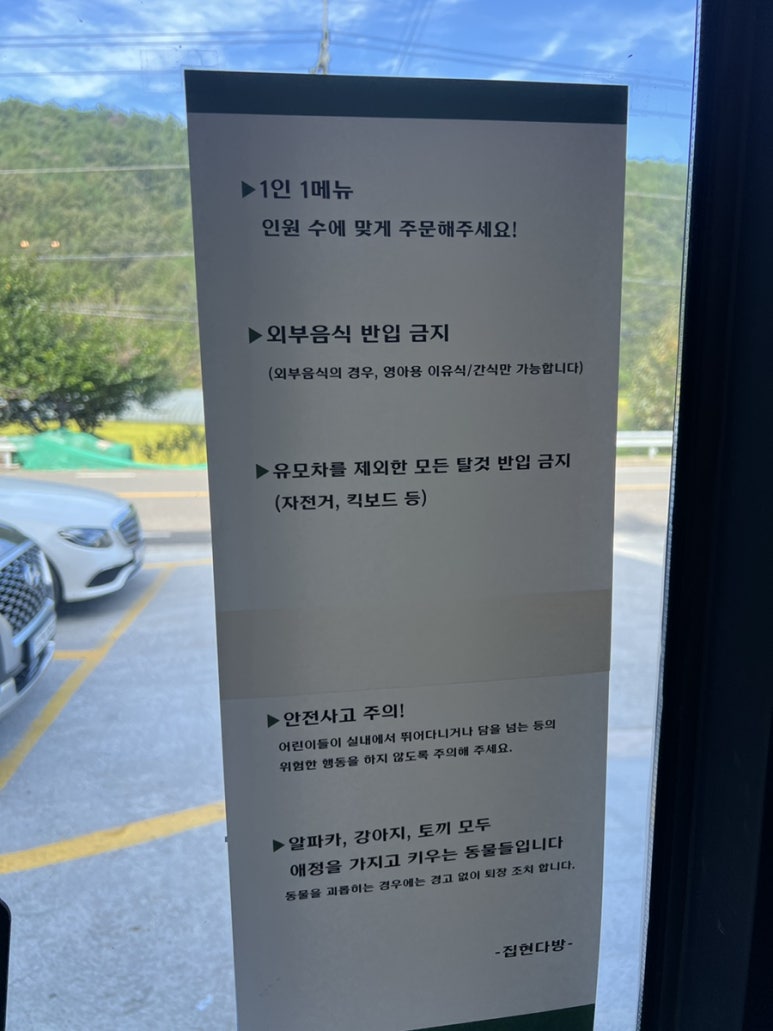 ▶1인 1메뉴
인원 수에 맞게 주문해주세요!
▶외부음식 반입 금지
(외부음식의 경우, 영아용 이유식/간식만 가능합니다)
▶유모차를 제외한 모든 탈것 반입 금지
(자전거, 킥보드 등)
▶안전사고 주의!
어린이들이 실내에서 뛰어다니거나 담을 넘는 등의
위험한 행동을 하지 않도록 주의해 주세요.
▶알파카, 강아지, 토끼 모두
애정을 가지고 키우는 동물들입니다
동물을 괴롭히는 경우에는 경고 없이 퇴장 조치 합니다.
-집현다방-